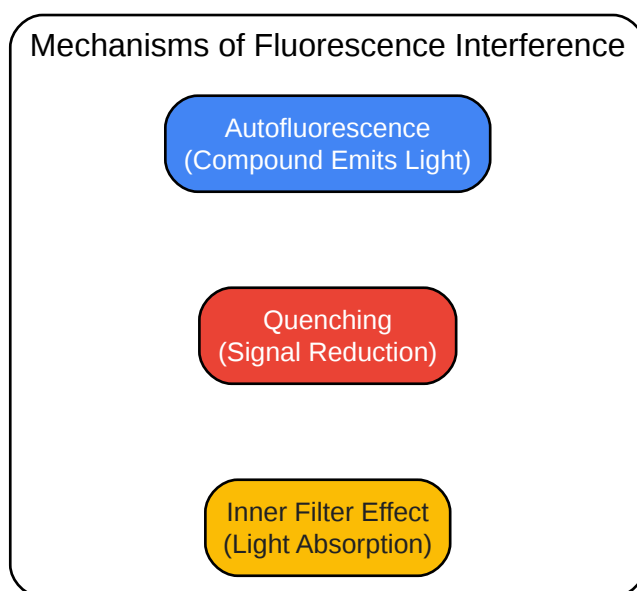 Mechanisms of Fluorescence Interference
Autofluorescence
(Compound Emits Light)
Quenching
(Signal Reduction)
Inner Filter Effect
(Light Absorption)